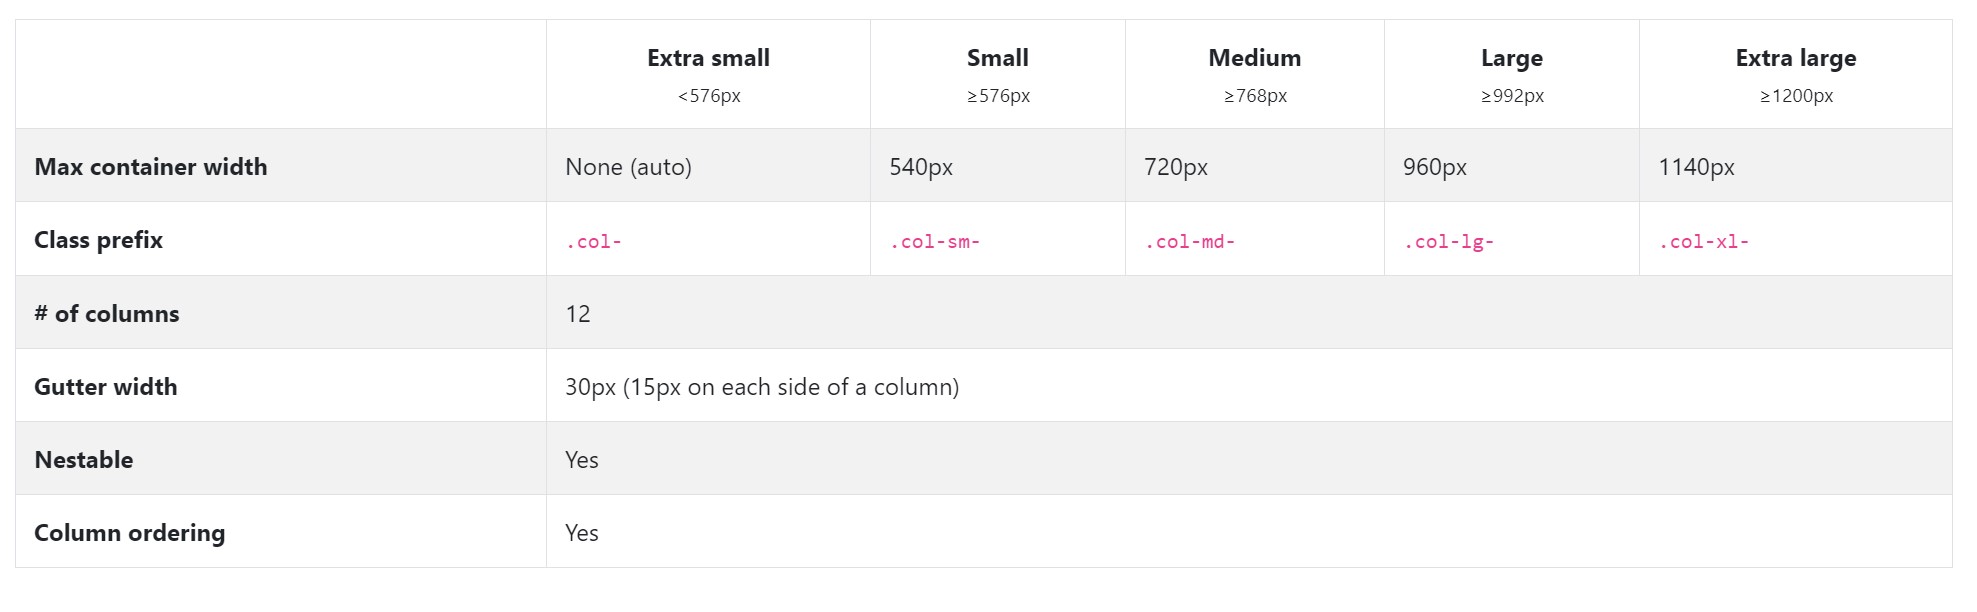 Extra small Small Medium Large Extra large
<576px ≥576px ≥768px ≥992px ≥1200px
Max container width None (auto) 540px 720px 960px 1140px
Class prefix .col- .col-sm- .col-md- .col-lg- .col-xl-
# of columns 12
Gutter width 30px (15px on each side of a column)
Nestable Yes
Column ordering Yes